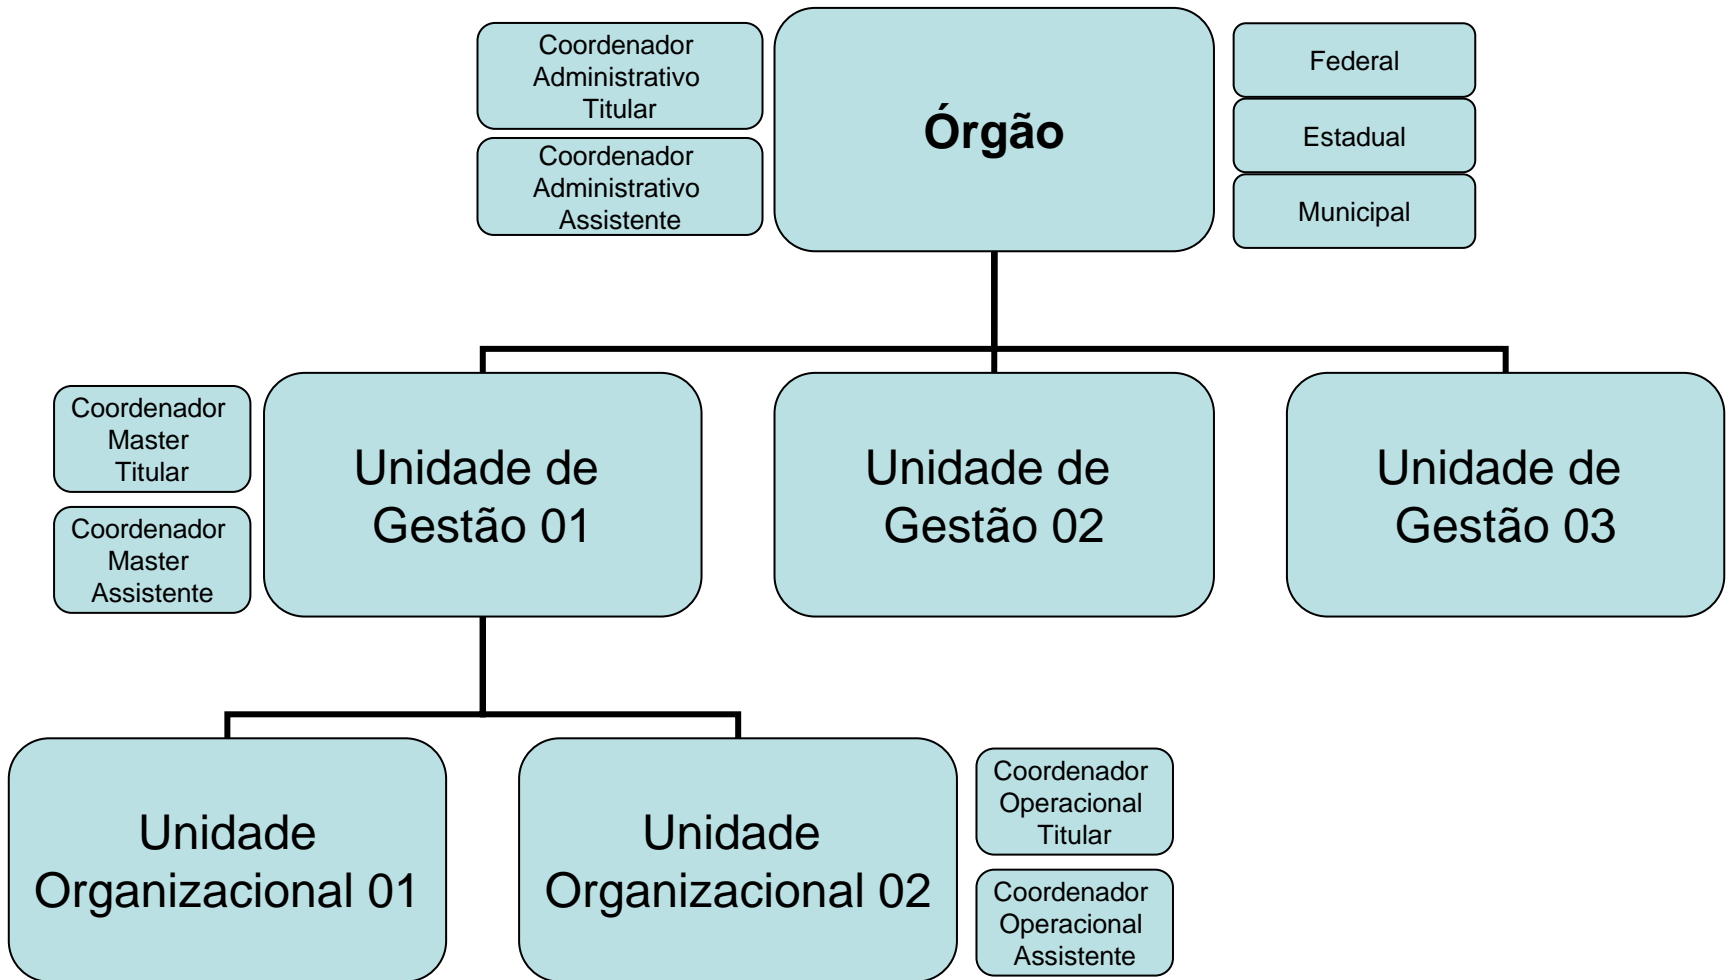 Coordenador
Administrativo
Titular
Coordenador
Administrativo
Assistente
Órgão
Federal
Estadual
Municipal
Coordenador
Master
Titular
Coordenador
Master
Assistente
Unidade de
Gestão 01
Unidade de
Gestão 02
Unidade de
Gestão 03
Unidade
Organizacional 01
Unidade
Organizacional 02
Coordenador
Operacional
Titular
Coordenador
Operacional
Assistente